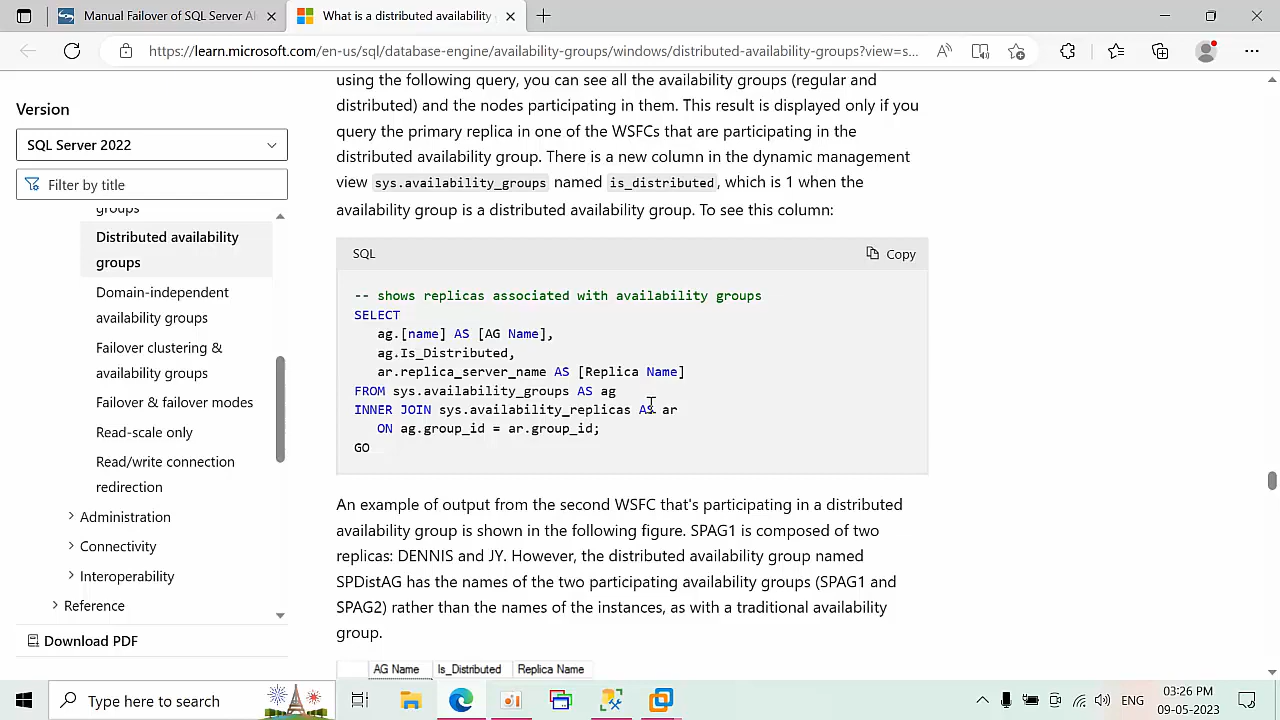 Manual Failover of SQL Server A
What is a distributed availability
https://learn.microsoft.com/en-us/sql/database-engine/availability-groups/windows/distributed-availability-groups?view=s...
Version
SQL Server 2022
Filter by title
groups
Distributed availability
groups
Domain-independent
availability groups
Failover clustering &
availability groups
Failover & failover modes
Read-scale only
Read/write connection
redirection
Administration
Connectivity
Interoperability
Reference
Download PDF
using the following query, you can see all the availability groups (regular and
distributed) and the nodes participating in them. This result is displayed only if you
query the primary replica in one of the WSFCs that are participating in the
distributed availability group. There is a new column in the dynamic management
view sys.availability_groups named is_distributed, which is 1 when the
availability group is a distributed availability group. To see this column:
SQL
Copy
-- shows replicas associated with availability groups
SELECT
ag.[name] AS [AG Name],
ag.Is_Distributed,
ar.replica_server_name AS [Replica Name]
FROM sys.availability_groups AS ag
INNER JOIN sys.availability_replicas AS ar
ON ag.group_id = ar.group_id;
GO
An example of output from the second WSFC that's participating in a distributed
availability group is shown in the following figure. SPAG1 is composed of two
replicas: DENNIS and JY. However, the distributed availability group named
SPDistAG has the names of the two participating availability groups (SPAG1 and
SPAG2) rather than the names of the instances, as with a traditional availability
group.
AG Name Is_Distributed Replica Name
Type here to search
ENG
03:26 PM
09-05-2023